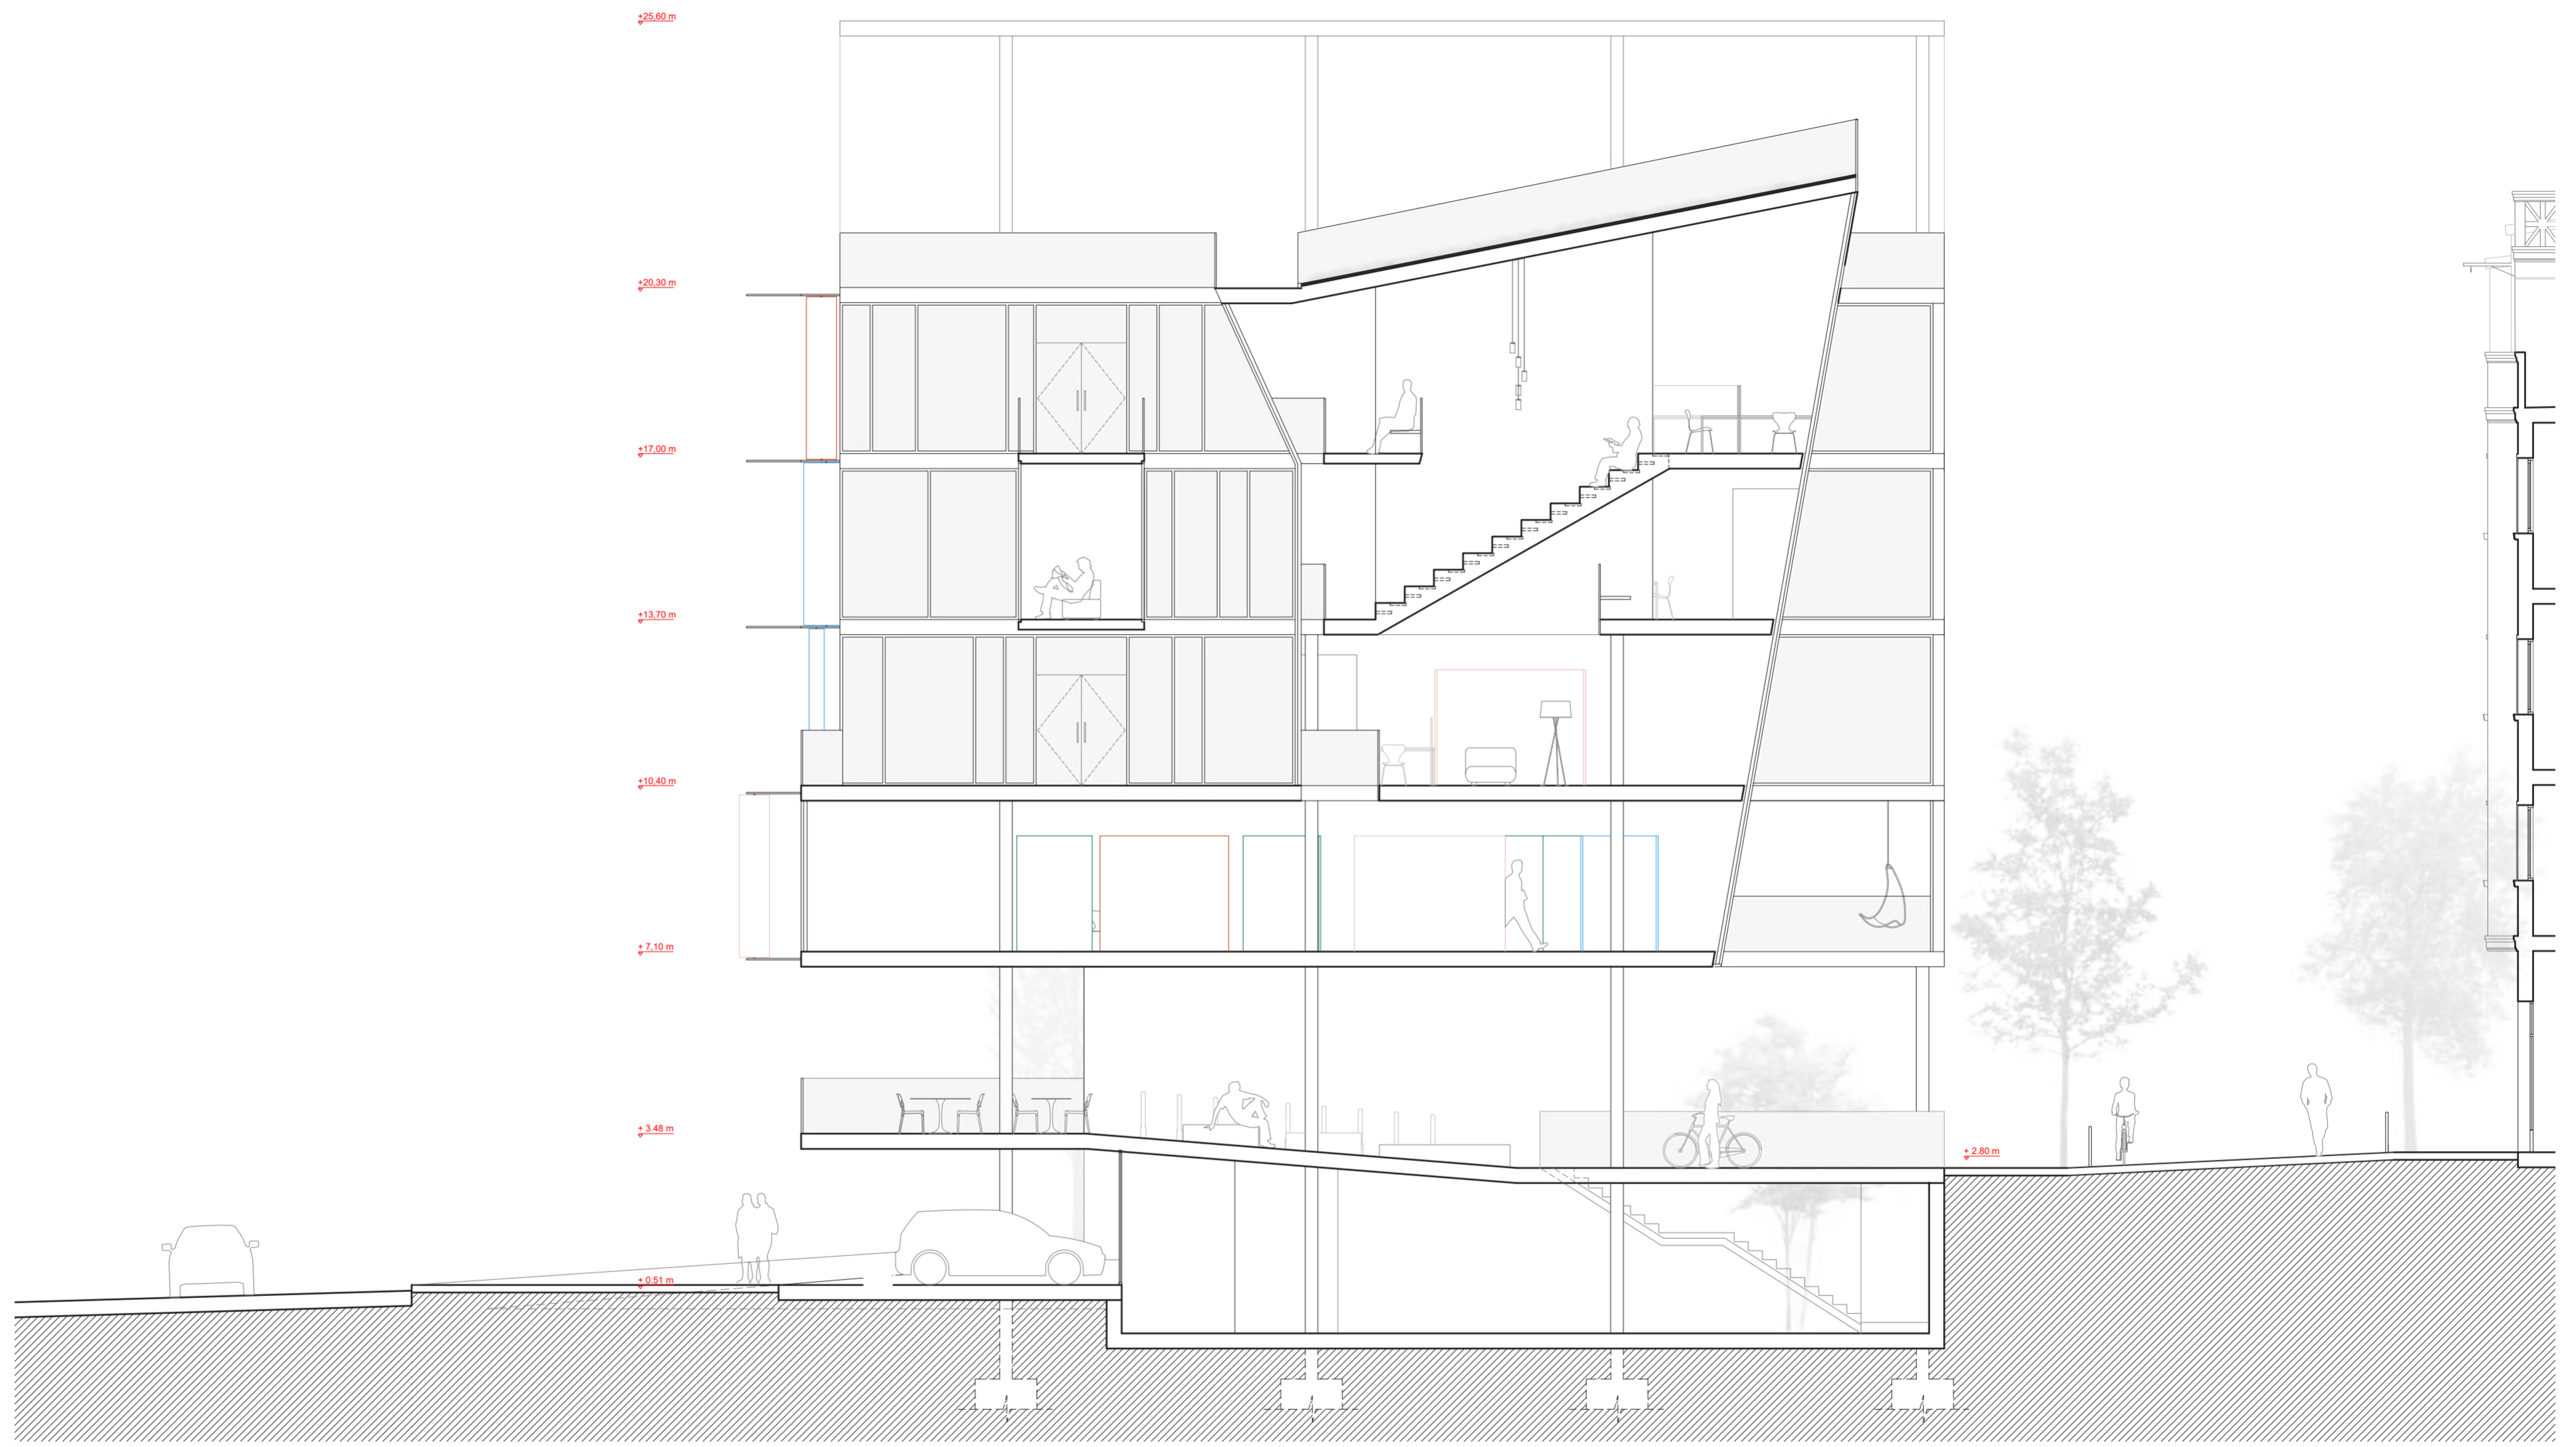 +25,60 m
+20,30 m
+17,00 m
+13,70 m
+10,40 m
+ 7,10 m
+ 3.48 m
+ 2.80 m
+ 0.51 m